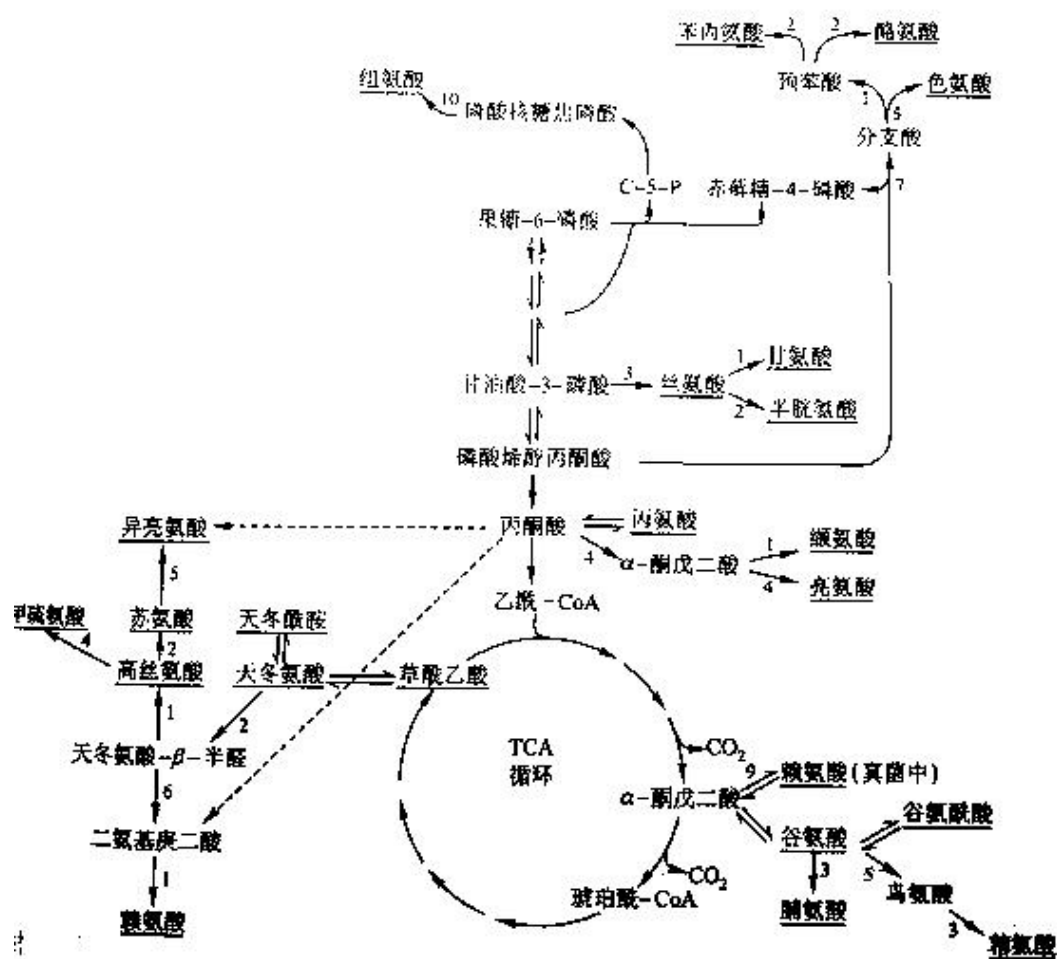 苯丙氨酸 2 2 酪氨酸
预苯酸
组氨酸
色氨酸
10 磷酸核糖焦磷酸
1 5
分支酸
C-5-P 赤藓糖-4-磷酸 7
果糖-6-磷酸
甘油酸-3-磷酸 3 丝氨酸 1 甘氨酸
2 半胱氨酸
磷酸烯醇丙酮酸
异亮氨酸 丙酮酸 丙氨酸
4 α-酮戊二酸 1 缬氨酸
4 亮氨酸
5
乙酰-CoA
甲硫氨酸 苏氨酸 天冬酰胺
4 2
高丝氨酸 天冬氨酸 草酰乙酸
1 2
天冬氨酸-β-半醛
TCA
循环
CO2
6
α-酮戊二酸 9 赖氨酸(真菌中)
二氨基庚二酸
谷氨酸 谷氨酰酸
1
CO2
3 5
琥珀酰-CoA
鸟氨酸
赖氨酸
脯氨酸
3 精氨酸